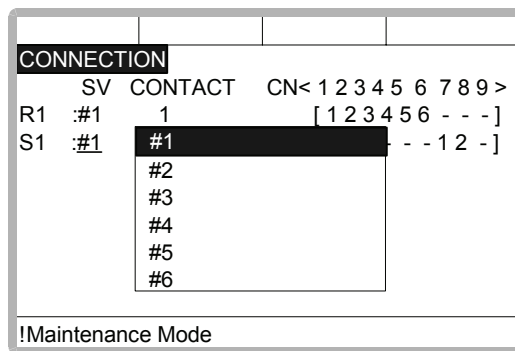 CONNECTION
SV CONTACT CN< 1 2 3 4 5 6 7 8 9 >
R1 :#1 1 [ 1 2 3 4 5 6 - - - ]
S1 :#1 #1 - - - 1 2 - ]
#2
#3
#4
#5
#6
!Maintenance Mode